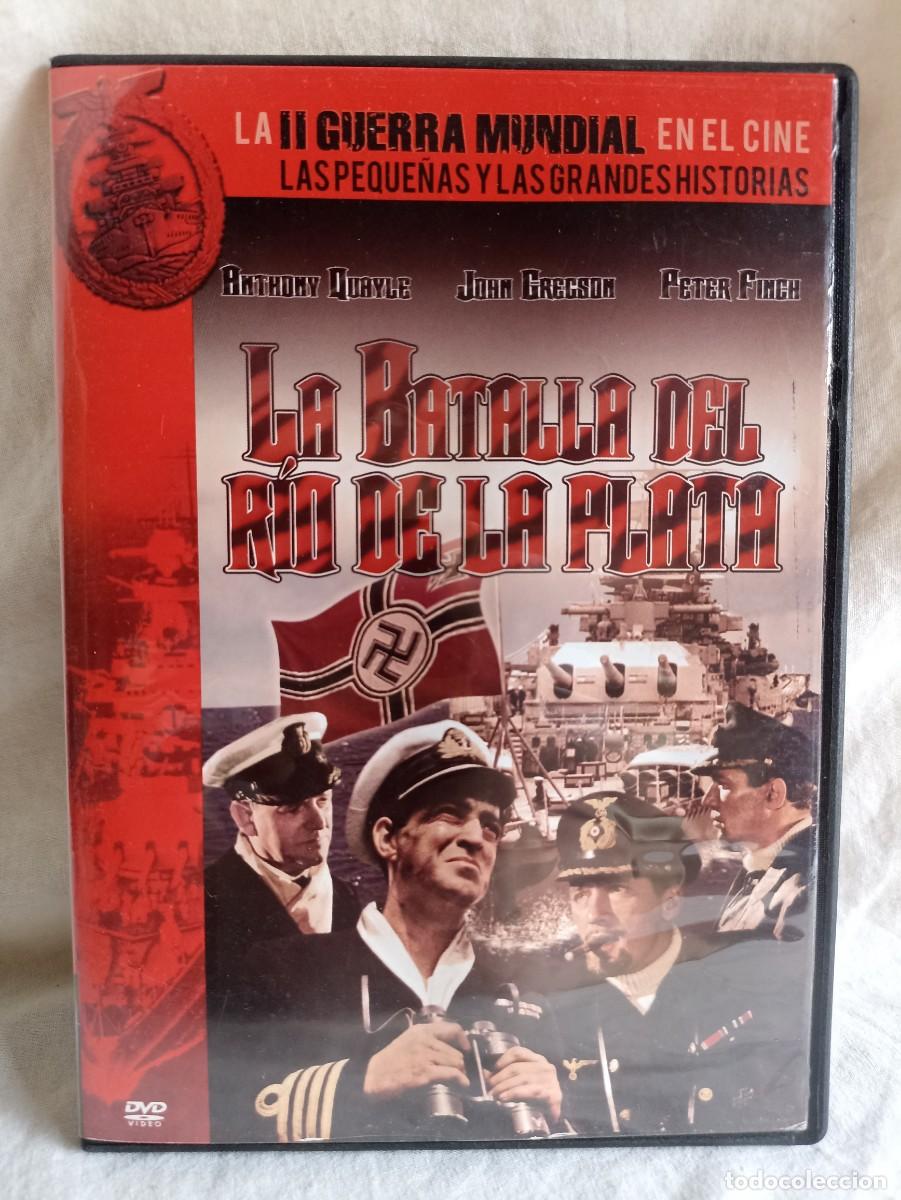 LA II GUERRA MUNDIAL EN EL CINE
LAS PEQUEÑAS Y LAS GRANDES HISTORIAS
ANTHONY QUAYLE JOHN GREGSON PETER FINCH
LA BATALLA DEL
RÍO DE LA PLATA
DVD
VIDEO
todocoleccion